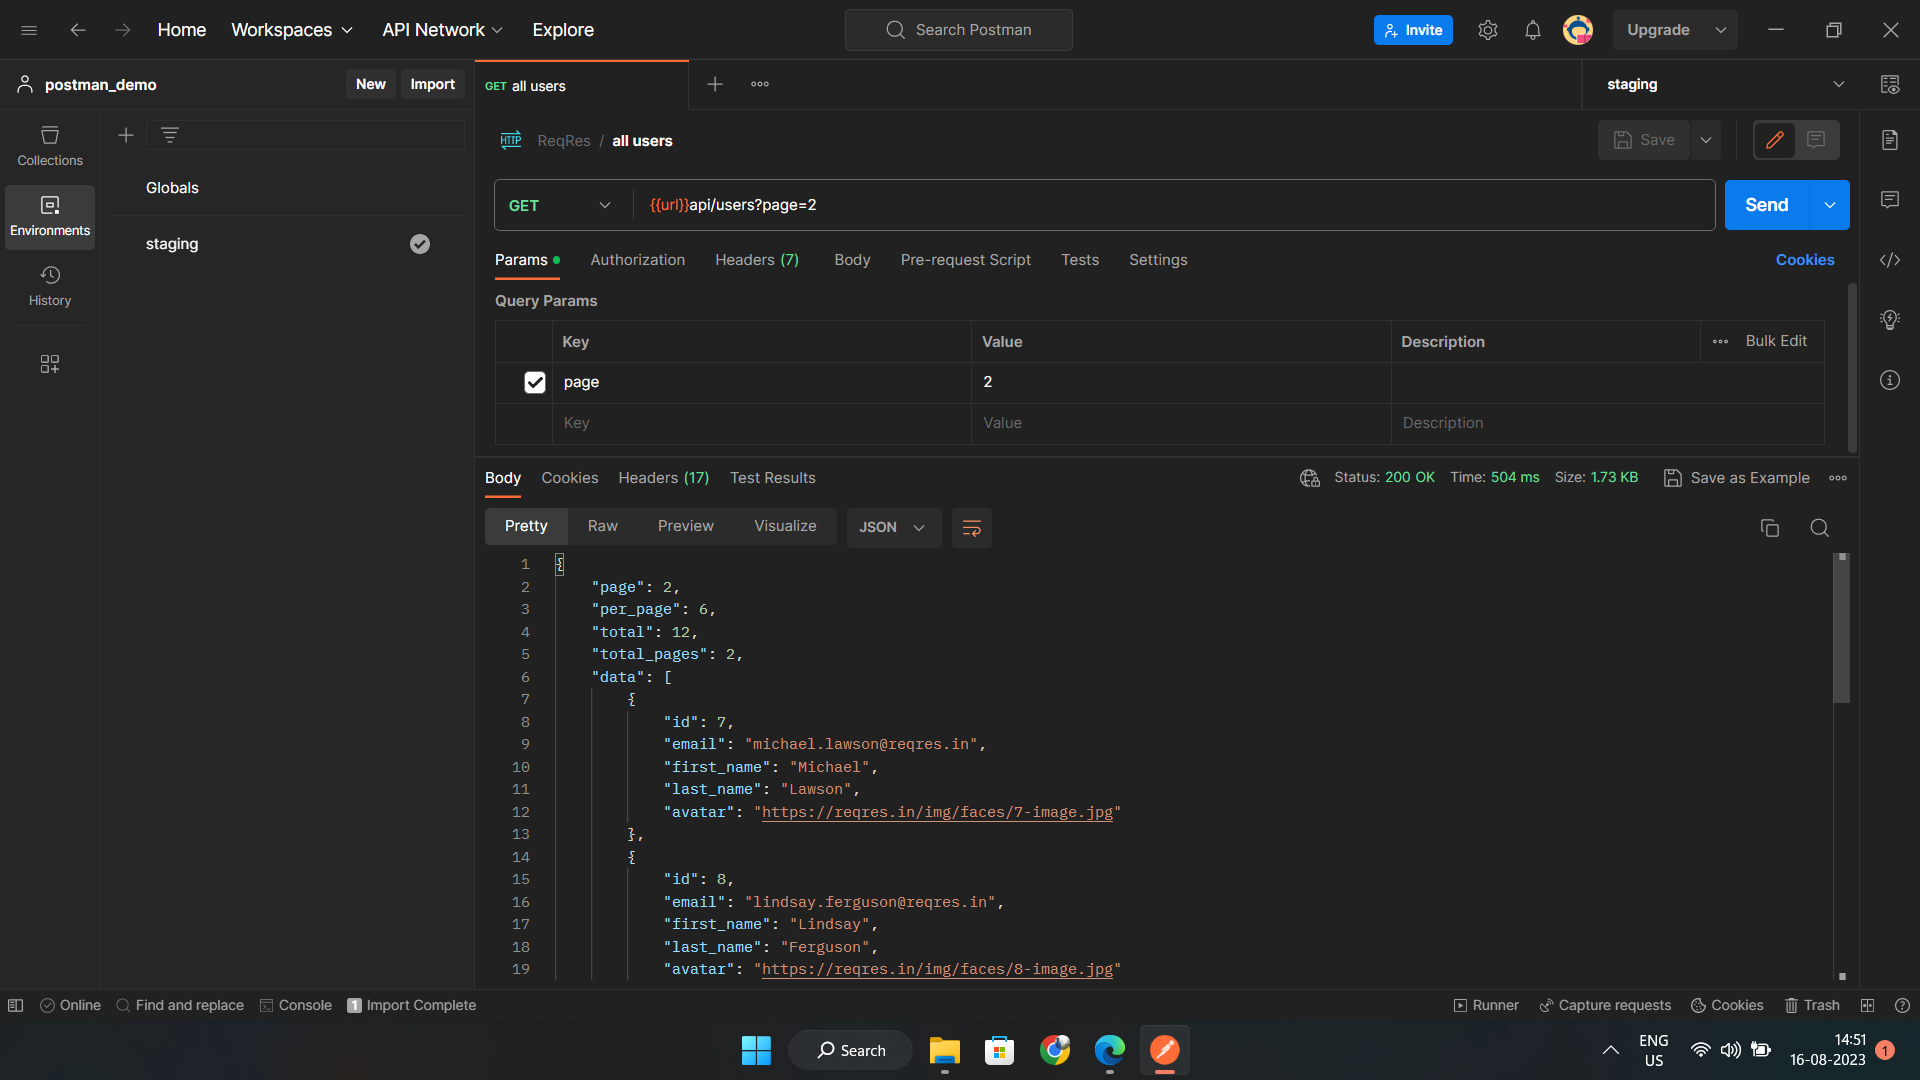 Home Workspaces API Network Explore Search Postman Invite Upgrade
postman_demo New Import GET all users staging
Collections
Environments
History
Globals
staging
HTTP ReqRes / all users Save
GET {{url}}api/users?page=2 Send
Params Authorization Headers (7) Body Pre-request Script Tests Settings Cookies
Query Params
Key Value Description Bulk Edit
page 2
Key Value Description
Body Cookies Headers (17) Test Results Status: 200 OK Time: 504 ms Size: 1.73 KB Save as Example
Pretty Raw Preview Visualize JSON
1 {
2 "page": 2,
3 "per_page": 6,
4 "total": 12,
5 "total_pages": 2,
6 "data": [
7 {
8 "id": 7,
9 "email": "michael.lawson@reqres.in",
10 "first_name": "Michael",
11 "last_name": "Lawson",
12 "avatar": "https://reqres.in/img/faces/7-image.jpg"
13 },
14 {
15 "id": 8,
16 "email": "lindsay.ferguson@reqres.in",
17 "first_name": "Lindsay",
18 "last_name": "Ferguson",
19 "avatar": "https://reqres.in/img/faces/8-image.jpg"
Online Find and replace Console 1 Import Complete Runner Capture requests Cookies Trash
Search ENG 14:51
US 16-08-2023 1